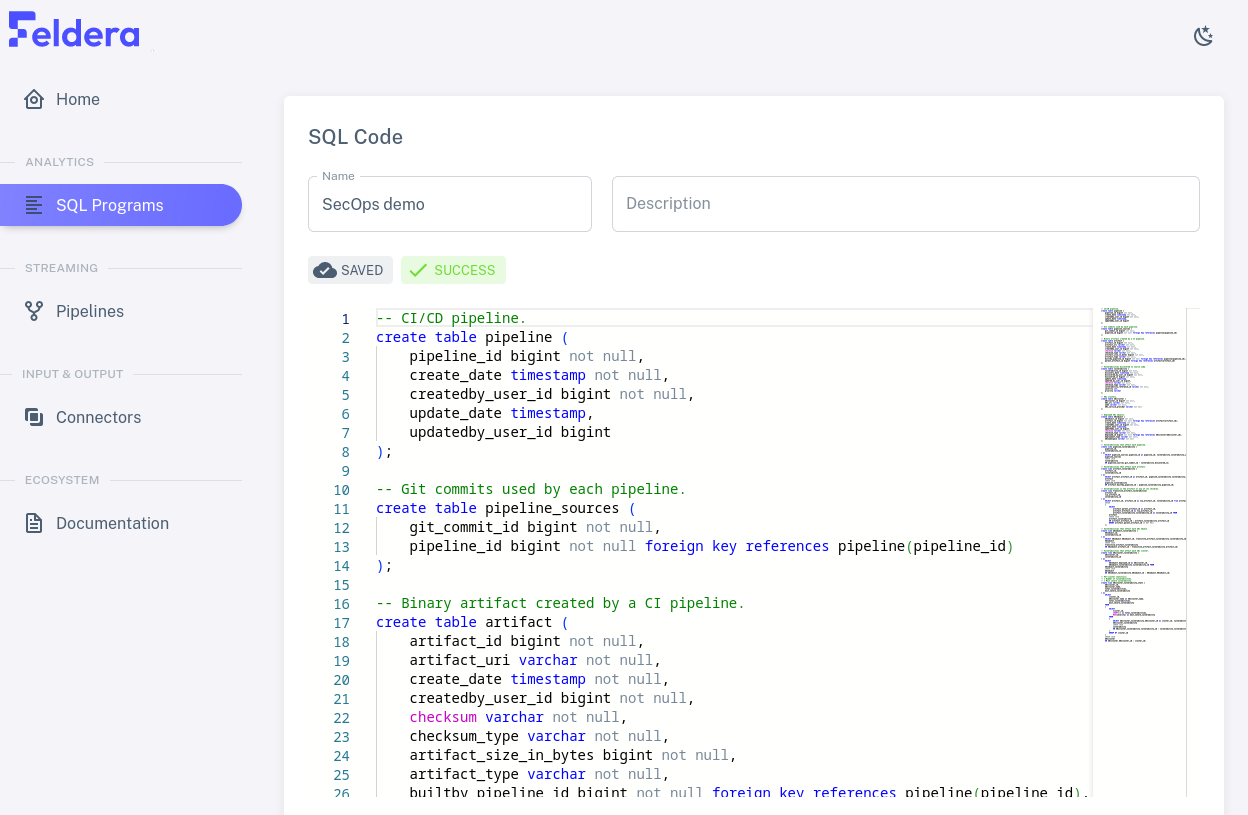 Feldera
Home
ANALYTICS
SQL Programs
STREAMING
Pipelines
INPUT & OUTPUT
Connectors
ECOSYSTEM
Documentation
SQL Code
Name
SecOps demo
Description
SAVED
SUCCESS
1 -- CI/CD pipeline.
2 create table pipeline (
3 pipeline_id bigint not null,
4 create_date timestamp not null,
5 createdby_user_id bigint not null,
6 update_date timestamp,
7 updatedby_user_id bigint
8 );
9
10 -- Git commits used by each pipeline.
11 create table pipeline_sources (
12 git_commit_id bigint not null,
13 pipeline_id bigint not null foreign key references pipeline(pipeline_id)
14 );
15
16 -- Binary artifact created by a CI pipeline.
17 create table artifact (
18 artifact_id bigint not null,
19 artifact_uri varchar not null,
20 create_date timestamp not null,
21 createdby_user_id bigint not null,
22 checksum varchar not null,
23 checksum_type varchar not null,
24 artifact_size_in_bytes bigint not null,
25 artifact_type varchar not null,
26 builtby_pipeline_id bigint not null foreign key references pipeline(pipeline_id),